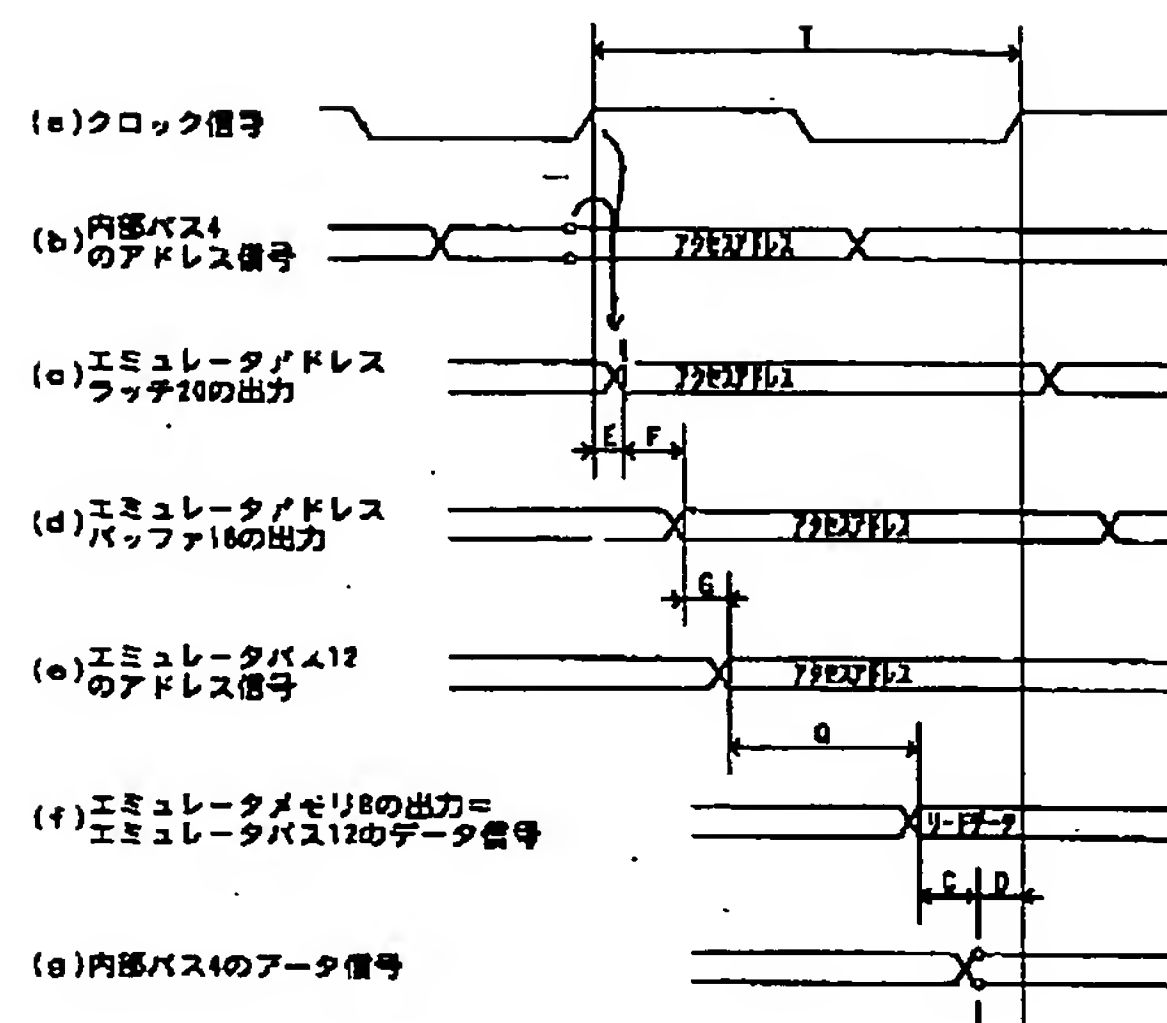 T
(a)クロック信号
(b)内部バス4
のアドレス信号
アクセスアドレス
(c)エミュレータアドレス
ラッチ20の出力
アクセスアドレス
E F
(d)エミュレータアドレス
バッファ16の出力
アクセスアドレス
G
(e)エミュレータバス12
のアドレス信号
アクセスアドレス
Q
(f)エミュレータメモリ8の出力=
エミュレータバス12のデータ信号
リードデータ
C D
(g)内部バス4のデータ信号